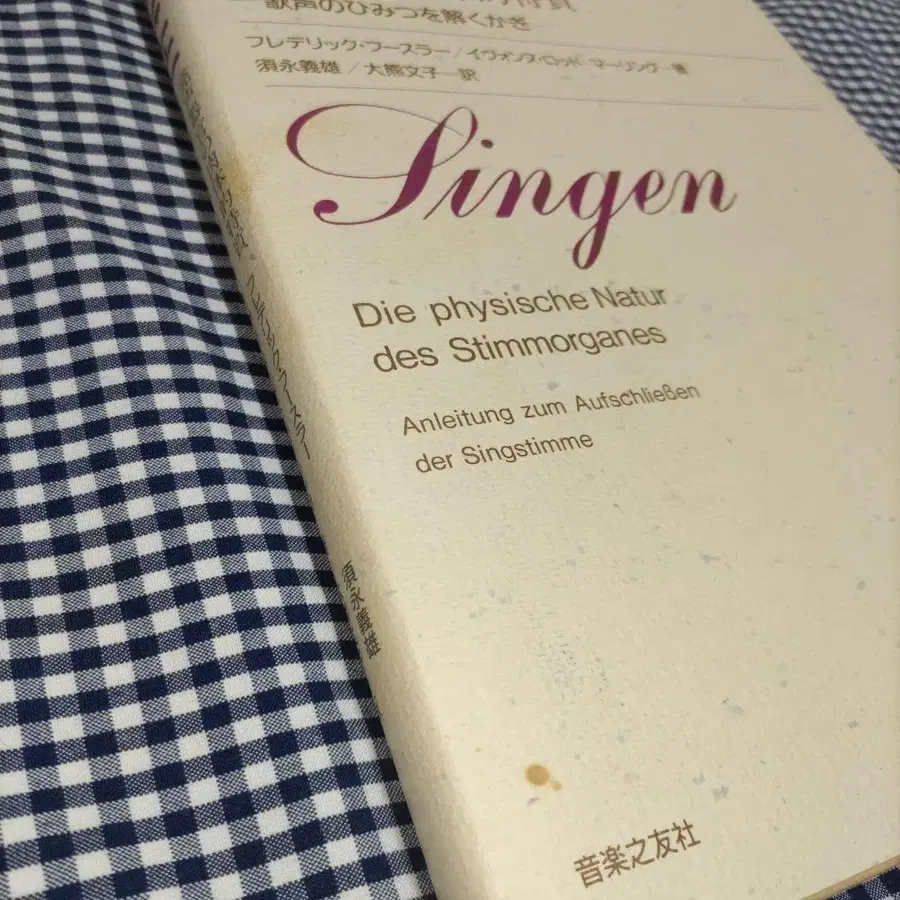 歌声のひみつを解くかぎ
フレデリック・フースラー/イヴォンヌ・ロッド・マーリング—著
須永義雄/大熊文子—訳
Singen
Die physische Natur
des Stimmorganes
Anleitung zum Aufschließen
der Singstimme
音楽之友社
須永義雄